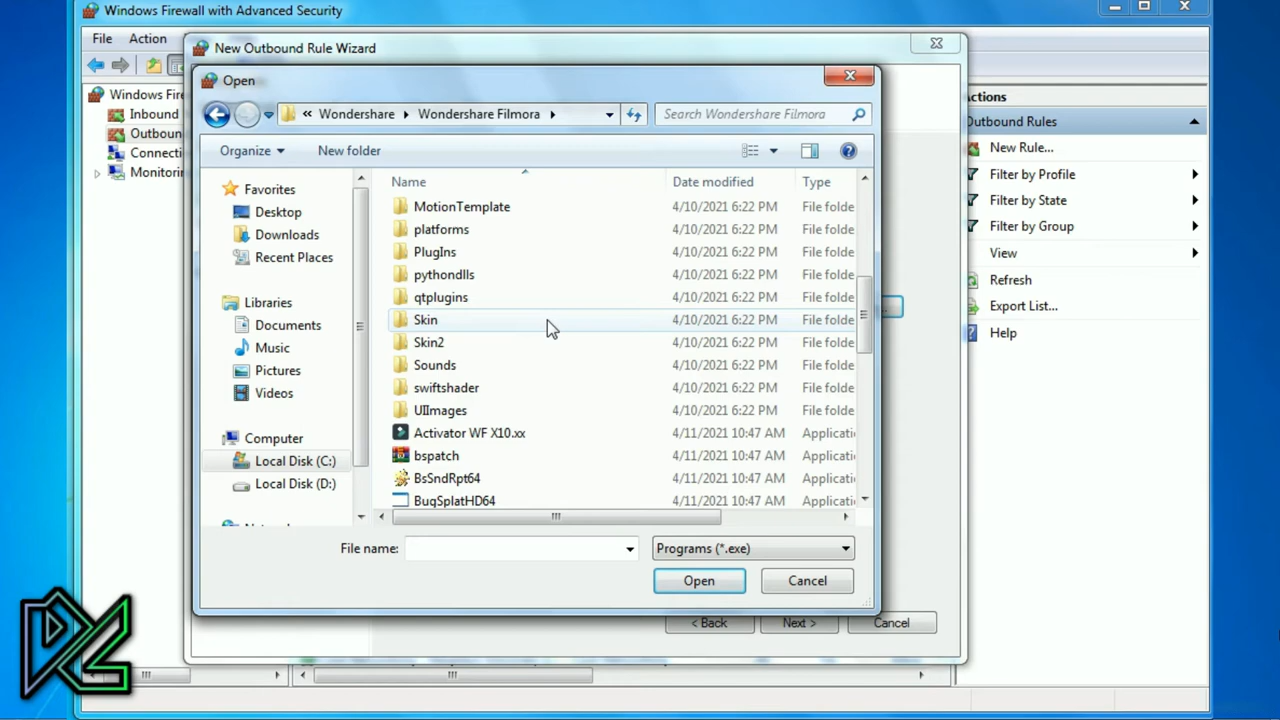 Windows Firewall with Advanced Security
File Action
New Outbound Rule Wizard
Open
Wondershare Wondershare Filmora
Search Wondershare Filmora
Organize New folder
Windows Fire
Inbound
Outboun
Connecti
Monitorin
Favorites
Desktop
Downloads
Recent Places
Libraries
Documents
Music
Pictures
Videos
Computer
Local Disk (C:)
Local Disk (D:)
Name Date modified Type
MotionTemplate 4/10/2021 6:22 PM File folde
platforms 4/10/2021 6:22 PM File folde
PlugIns 4/10/2021 6:22 PM File folde
pythondlls 4/10/2021 6:22 PM File folde
qtplugins 4/10/2021 6:22 PM File folde
Skin 4/10/2021 6:22 PM File folde
Skin2 4/10/2021 6:22 PM File folde
Sounds 4/10/2021 6:22 PM File folde
swiftshader 4/10/2021 6:22 PM File folde
UIImages 4/10/2021 6:22 PM File folde
Activator WF X10.xx 4/11/2021 10:47 AM Applicatio
bspatch 4/11/2021 10:47 AM Applicatio
BsSndRpt64 4/11/2021 10:47 AM Applicatio
BugSplatHD64 4/11/2021 10:47 AM Applicatio
File name: Programs (*.exe)
Open Cancel
< Back Next > Cancel
Actions
Outbound Rules
New Rule...
Filter by Profile
Filter by State
Filter by Group
View
Refresh
Export List...
Help